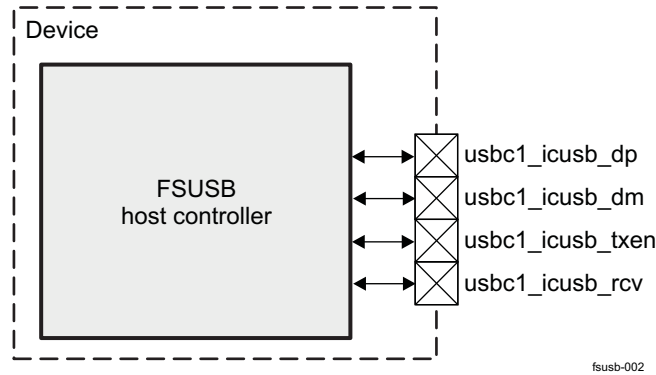 Device
FSUSB
host controller
usbc1_icusb_dp
usbc1_icusb_dm
usbc1_icusb_txen
usbc1_icusb_rcv
fsusb-002